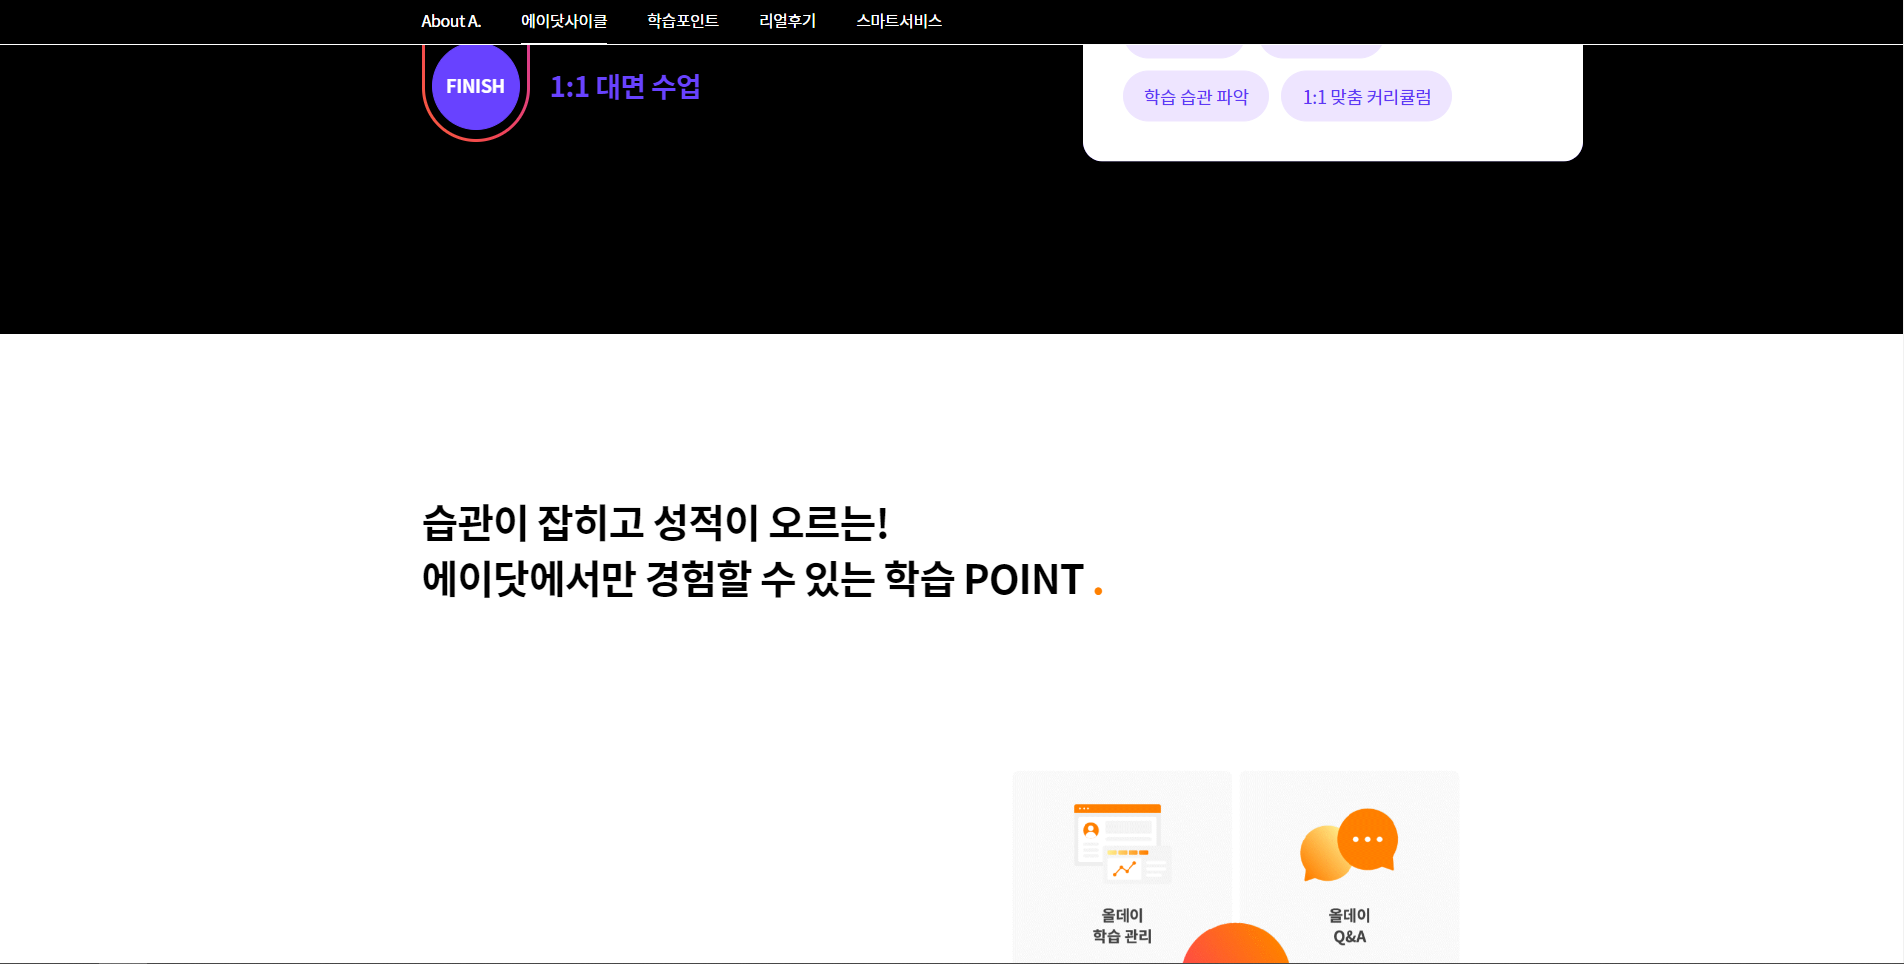 About A.
에이닷사이클
학습포인트
리얼후기
스마트서비스
FINISH
1:1 대면 수업
학습 습관 파악
1:1 맞춤 커리큘럼
습관이 잡히고 성적이 오르는!
에이닷에서만 경험할 수 있는 학습 POINT .
올데이
학습 관리
올데이
Q&A